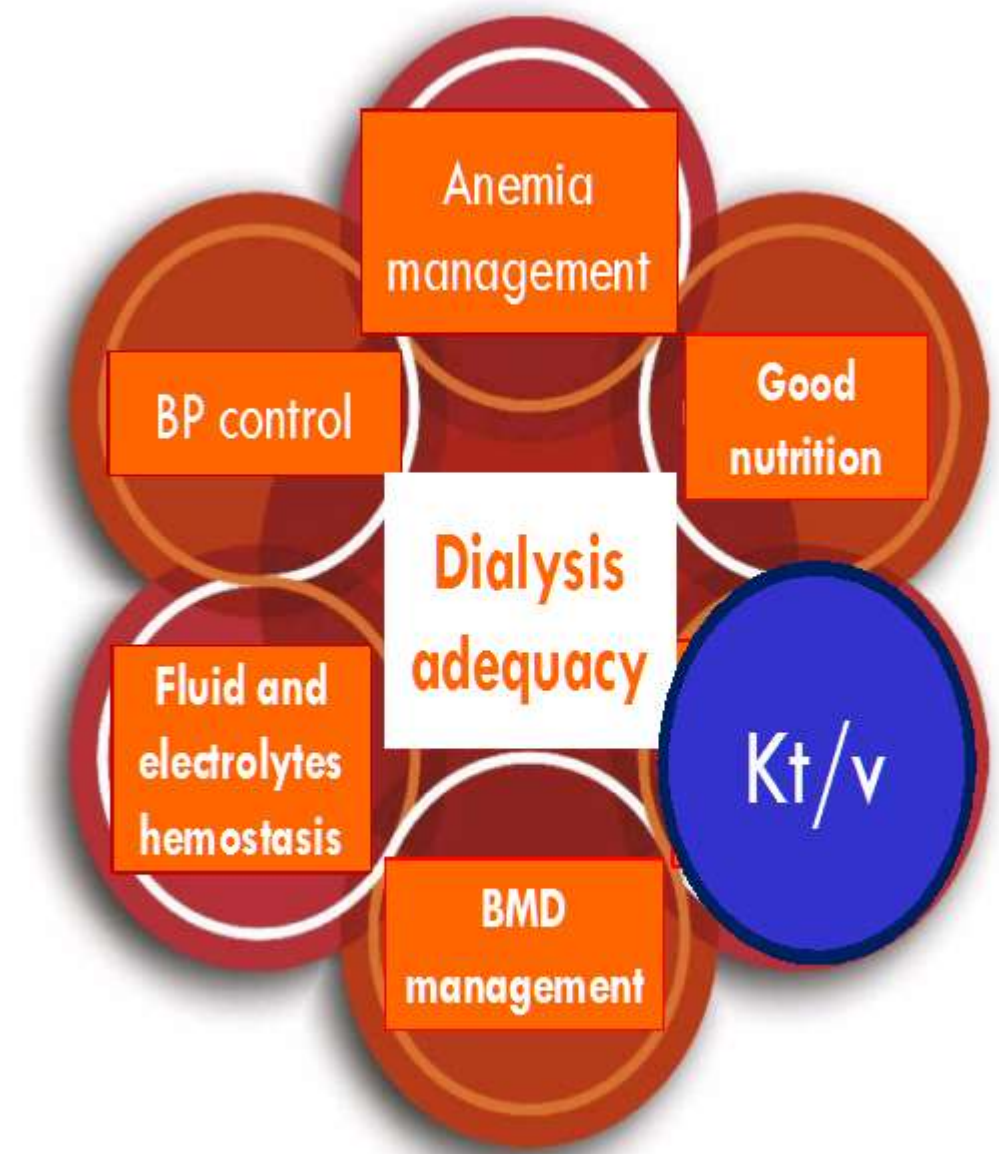 Anemia
management
BP control
Good
nutrition
Dialysis
adequacy
Fluid and
electrolytes
hemostasis
Kt/v
BMD
management